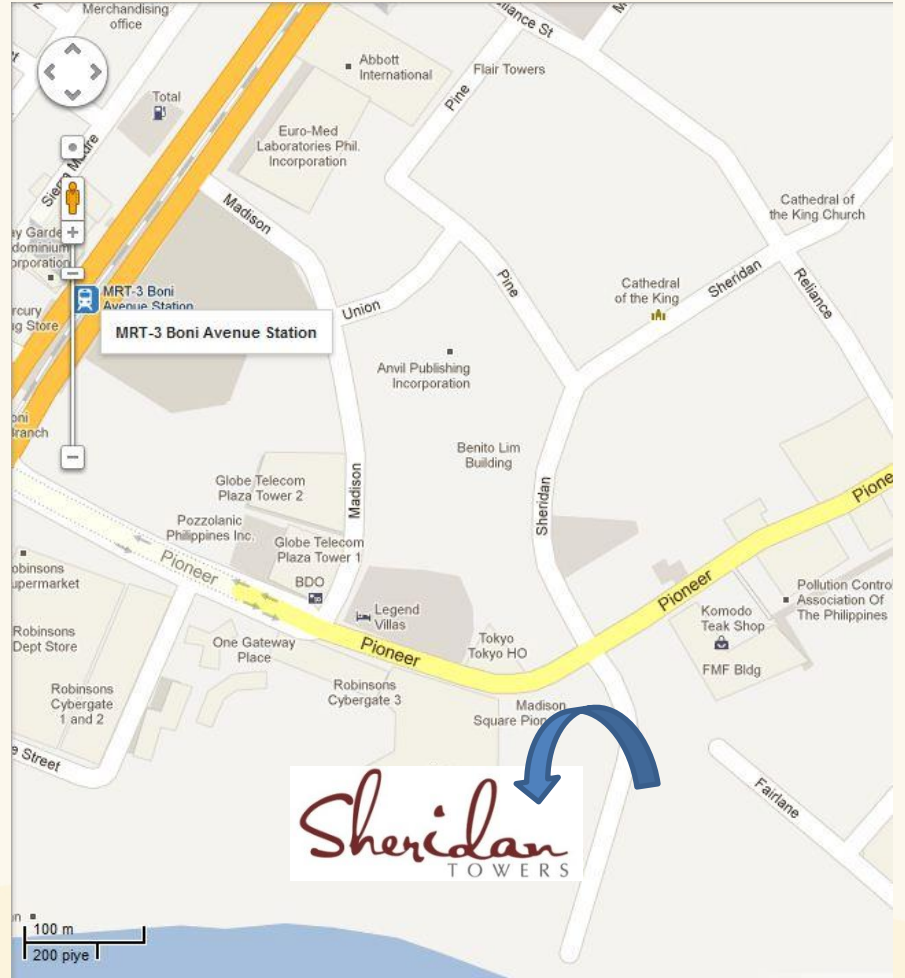 Merchandising
office
Reliance St
Abbott
International
Flair Towers
Pine
Total
Euro-Med
Laboratories Phil.
Incorporation
Sierra Madre
Madison
Cathedral of
the King Church
MRT-3 Boni
Avenue Station
MRT-3 Boni Avenue Station
Union
Pine
Cathedral
of the King
Sheridan
Reliance
Anvil Publishing
Incorporation
Benito Lim
Building
Globe Telecom
Plaza Tower 2
Madison
Sheridan
Pozzolanic
Philippines Inc.
Globe Telecom
Plaza Tower 1
Pioneer
BDO
Legend
Villas
One Gateway
Place
Pioneer
Tokyo
Tokyo HO
Pioneer
Komodo
Teak Shop
FMF Bldg
Pollution Control
Association Of
The Philippines
Robinsons
Dept Store
Robinsons
Cybergate
1 and 2
Robinsons
Cybergate 3
Madison
Square Pion
Street
Fairlane
Sheridan
TOWERS
100 m
200 piye